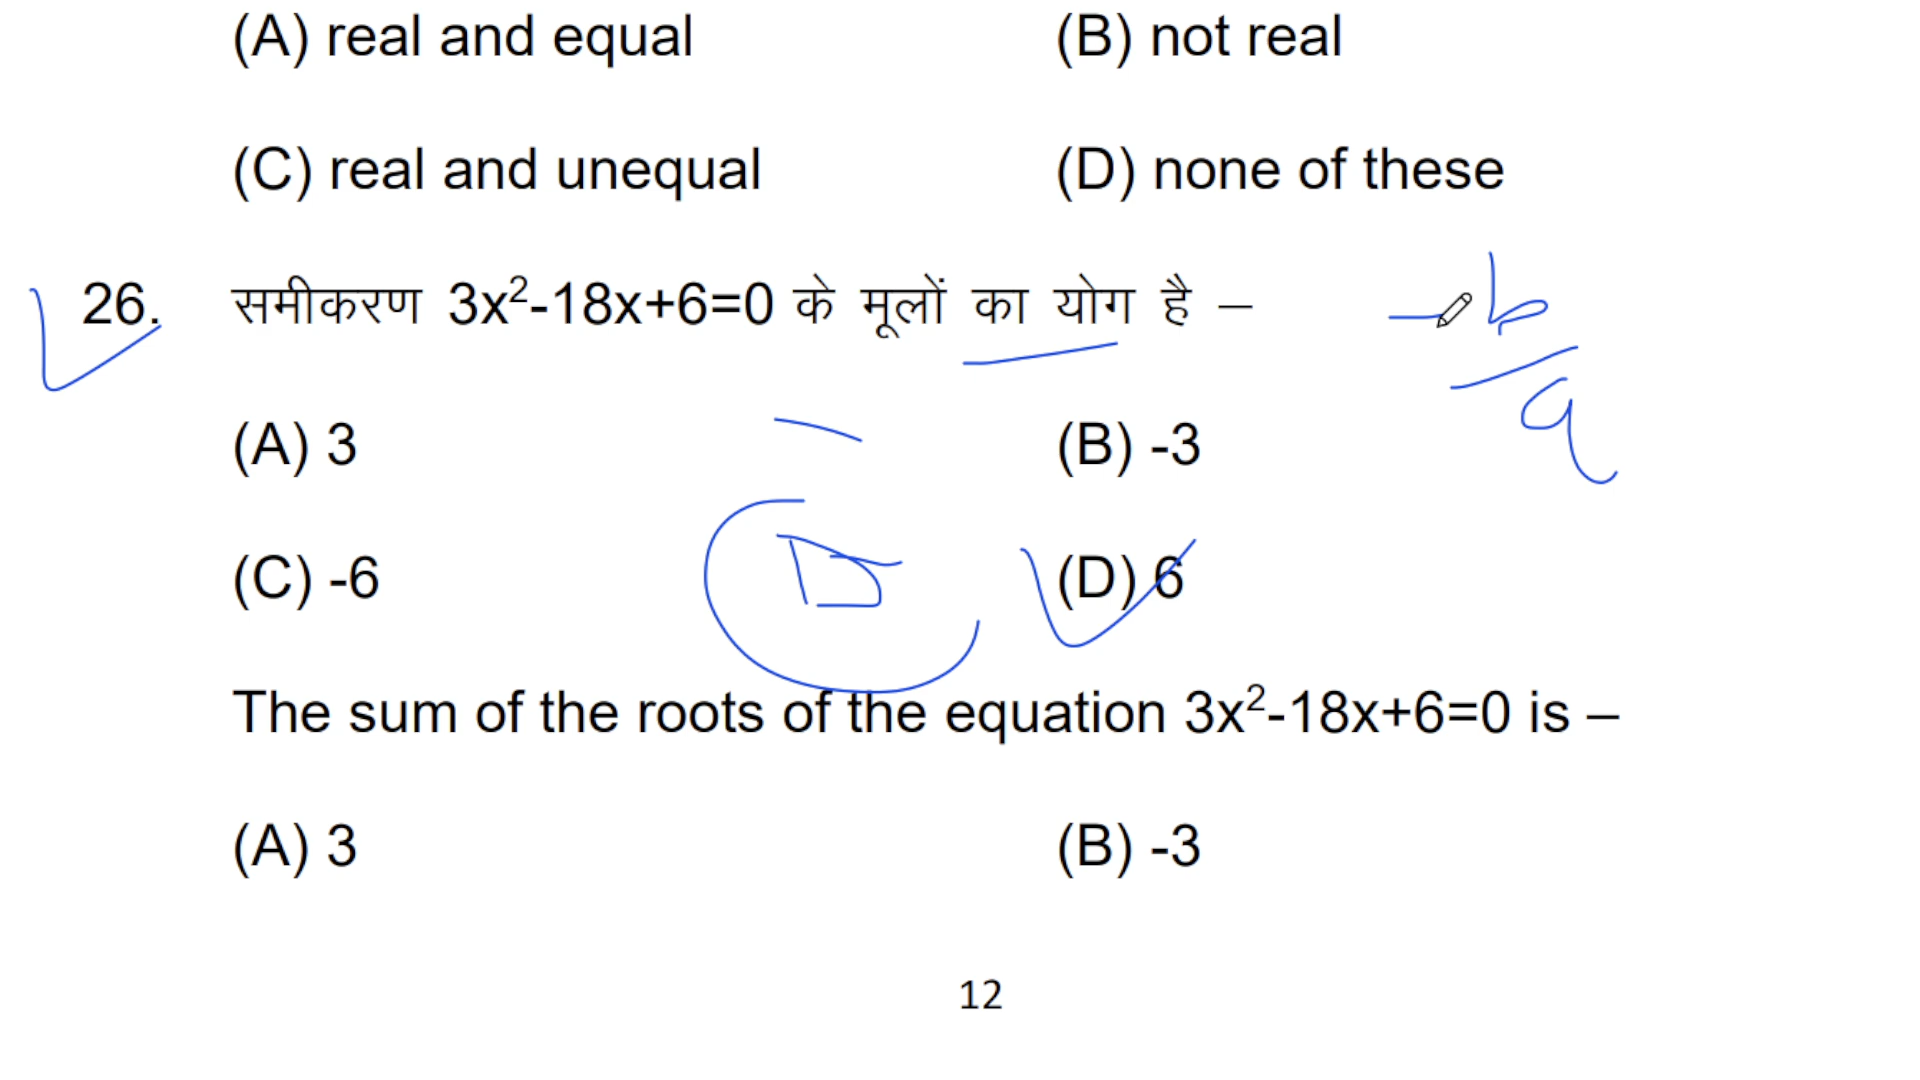 (A) real and equal (B) not real
(C) real and unequal (D) none of these
26. समीकरण 3x²-18x+6=0 के मूलों का योग है – -b/a
(A) 3 (B) -3
(C) -6 D (D) 6
The sum of the roots of the equation 3x²-18x+6=0 is –
(A) 3 (B) -3
12